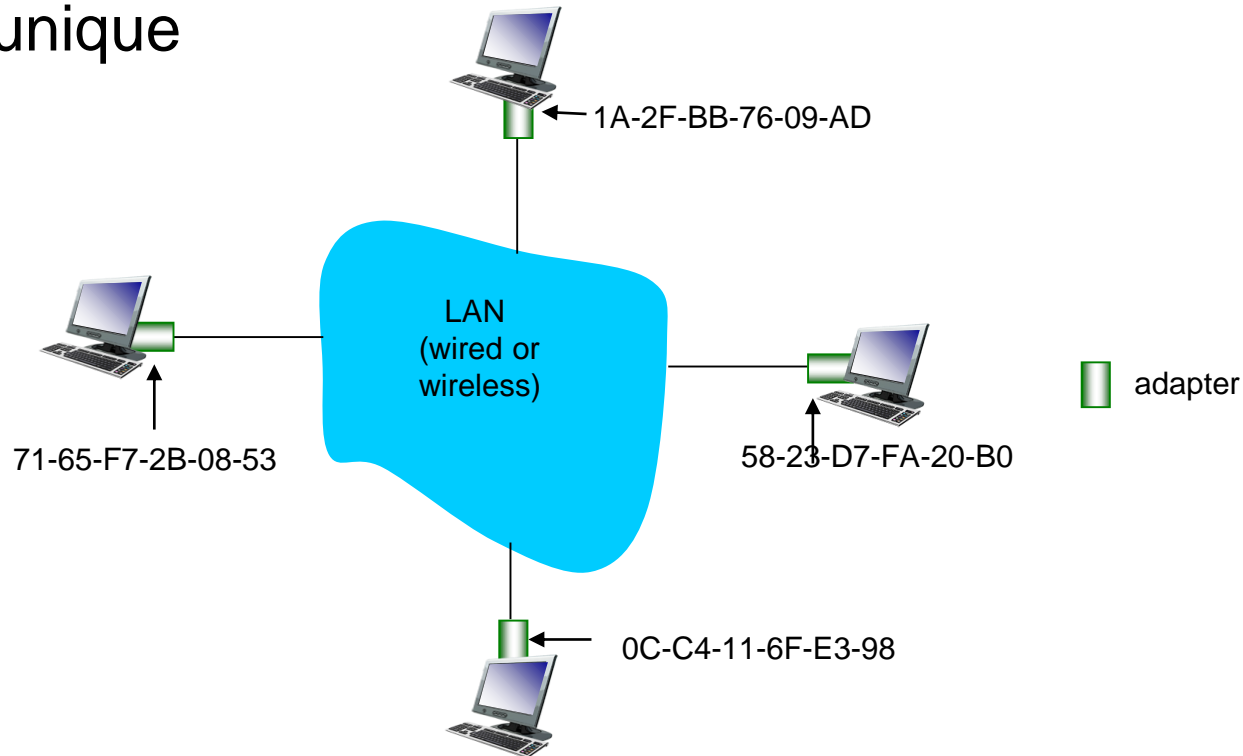 unique
1A-2F-BB-76-09-AD
LAN
(wired or
wireless)
adapter
71-65-F7-2B-08-53
58-23-D7-FA-20-B0
0C-C4-11-6F-E3-98